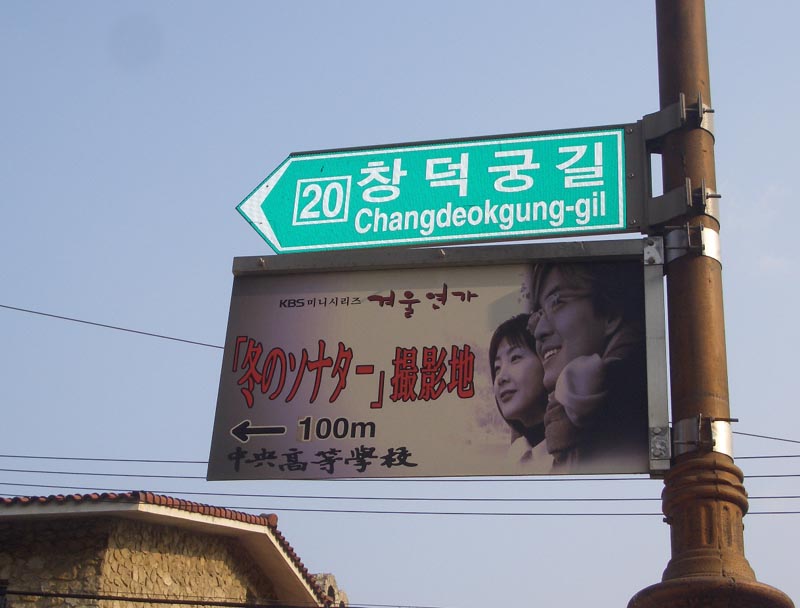 20 창덕궁길
Changdeokgung-gil
KBS 미니시리즈 겨울연가
「冬のソナタ」撮影地
100m
中央高等學校